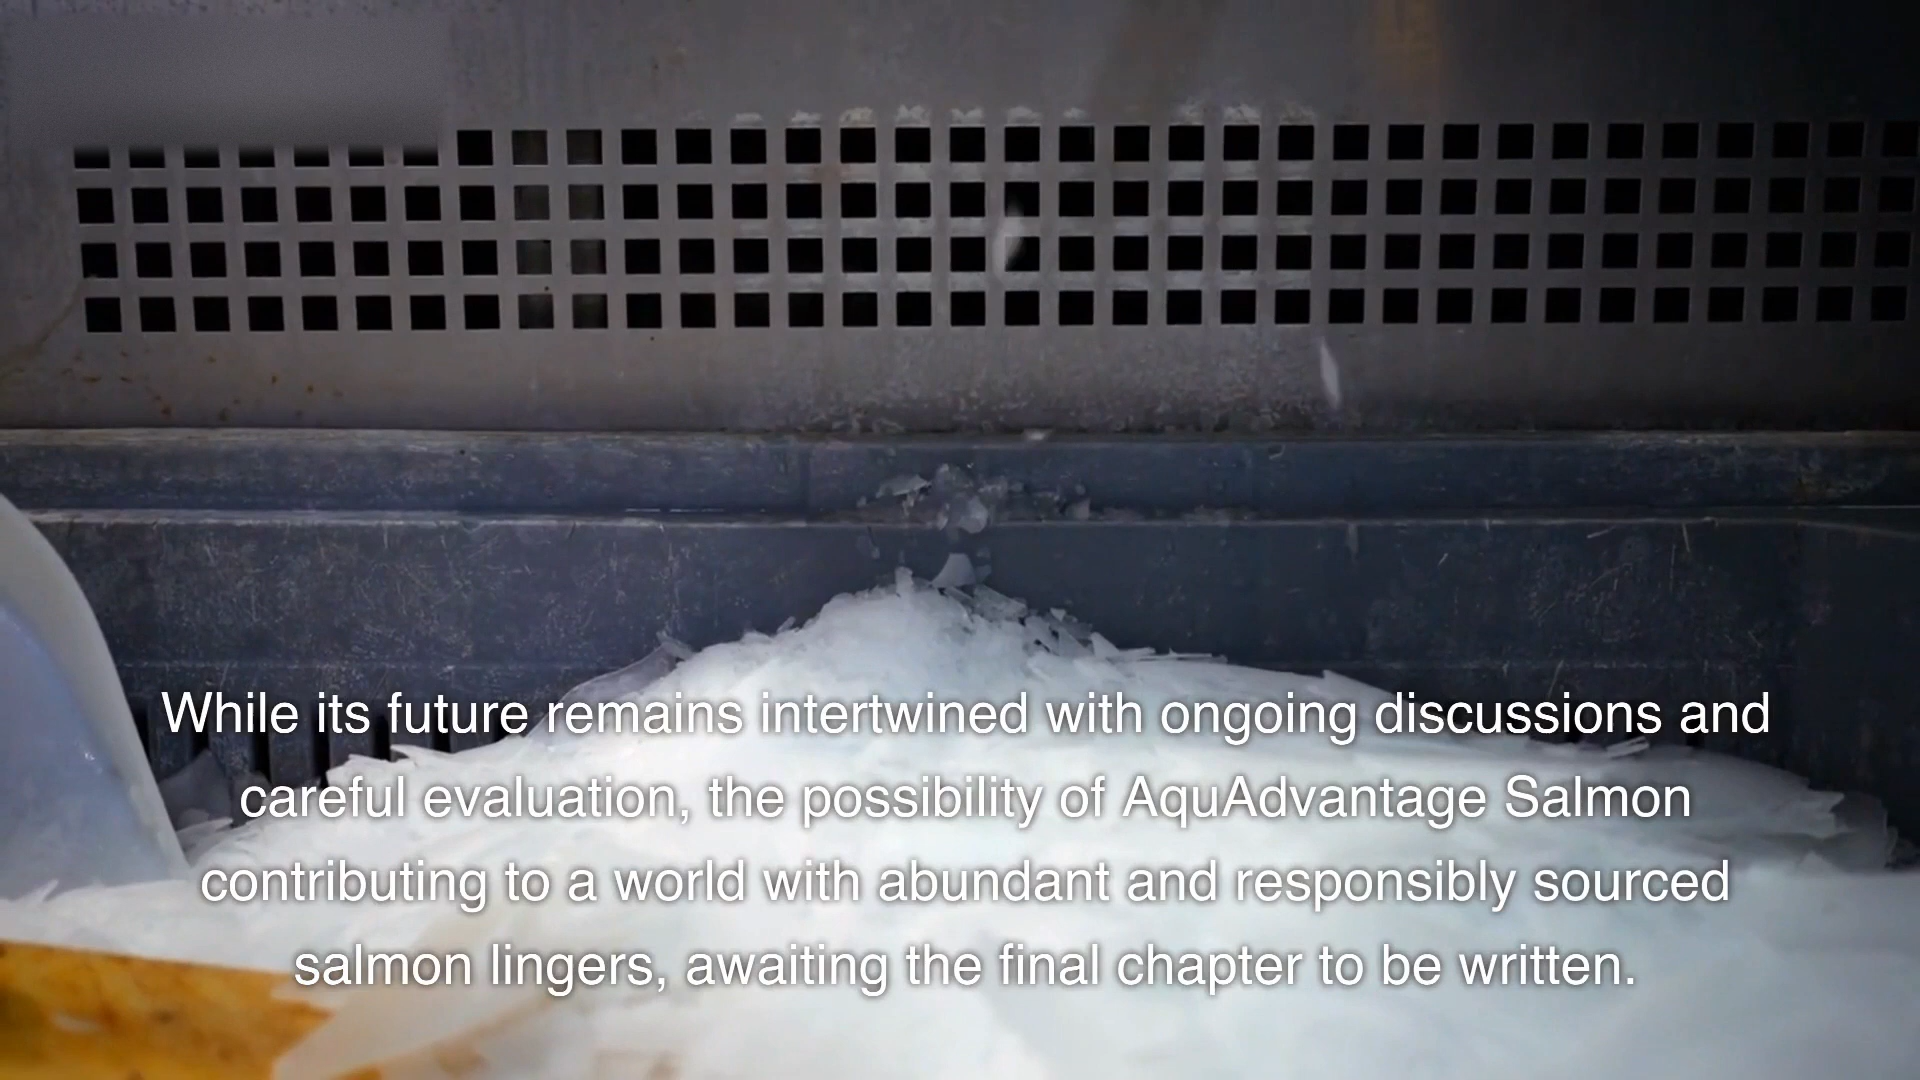 While its future remains intertwined with ongoing discussions and
careful evaluation, the possibility of AquAdvantage Salmon
contributing to a world with abundant and responsibly sourced
salmon lingers, awaiting the final chapter to be written.